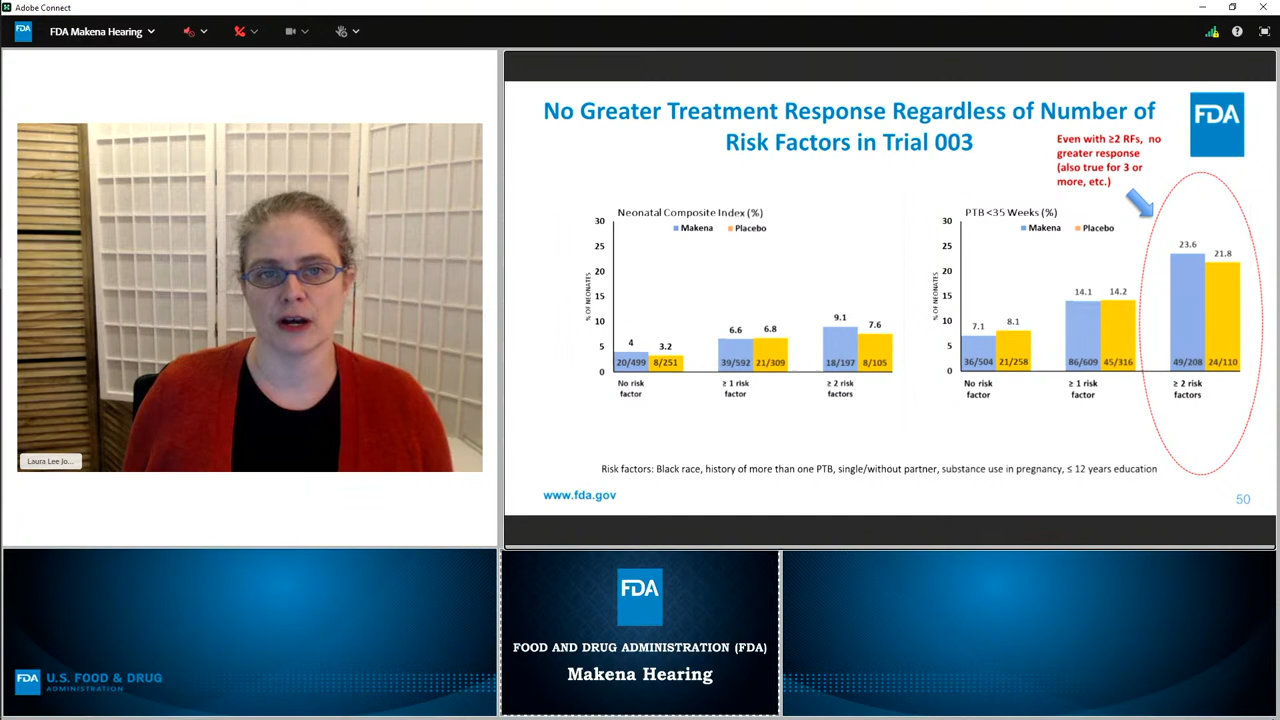 Adobe Connect
FDA
FDA Makena Hearing
No Greater Treatment Response Regardless of Number of
Risk Factors in Trial 003
FDA
Even with ≥2 RFs, no
greater response
(also true for 3 or
more, etc.)
Neonatal Composite Index (%)
Makena
Placebo
% OF NEONATES
30
25
20
15
10
5
0
4
3.2
6.6
6.8
9.1
7.6
20/499
8/251
39/592
21/309
18/197
8/105
No risk
factor
≥ 1 risk
factor
≥ 2 risk
factors
PTB <35 Weeks (%)
Makena
Placebo
% OF NEONATES
30
25
20
15
10
5
0
7.1
8.1
14.1
14.2
23.6
21.8
36/504
21/258
86/609
45/316
49/208
24/110
No risk
factor
≥ 1 risk
factor
≥ 2 risk
factors
Risk factors: Black race, history of more than one PTB, single/without partner, substance use in pregnancy, ≤ 12 years education
www.fda.gov
50
Laura Lee Jo...
FDA
U.S. FOOD & DRUG
ADMINISTRATION
FDA
FOOD AND DRUG ADMINISTRATION (FDA)
Makena Hearing